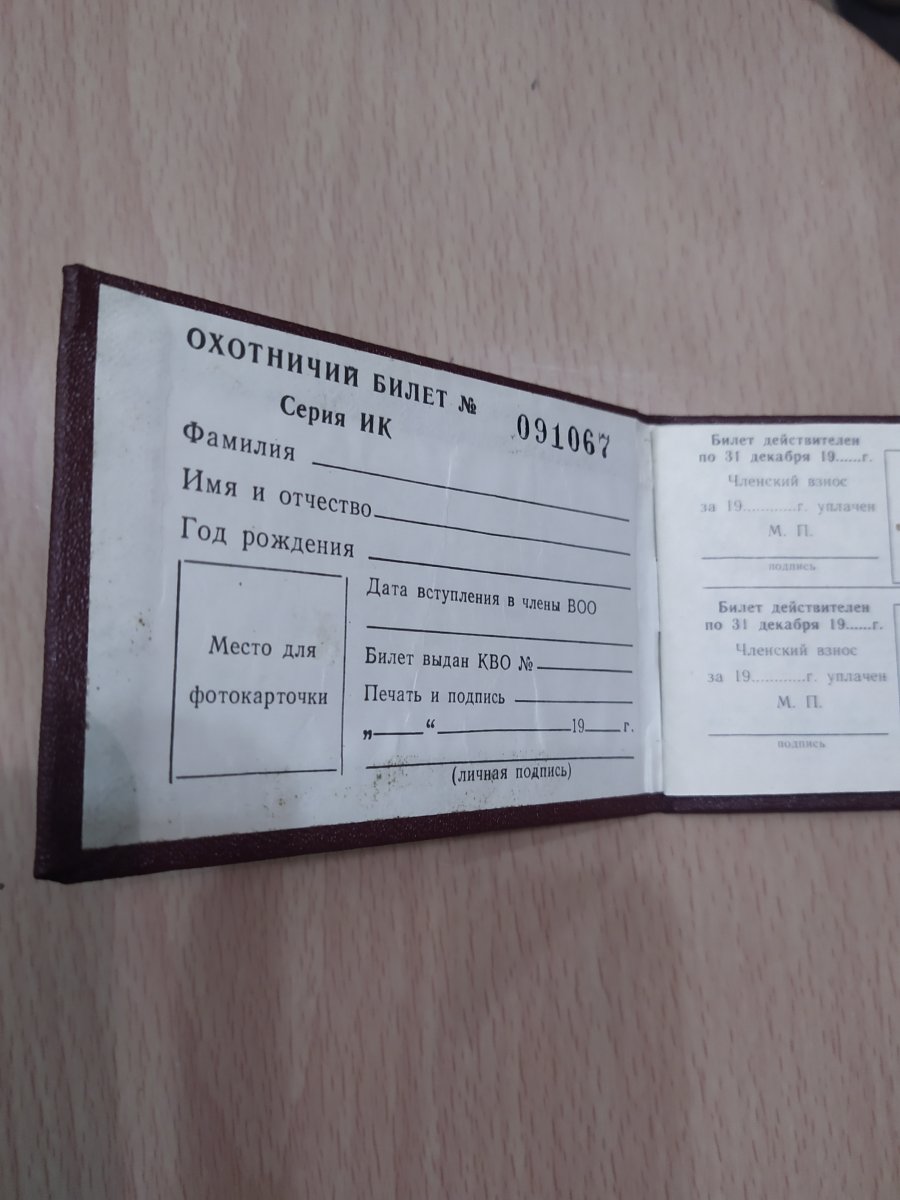 ОХОТНИЧИЙ БИЛЕТ №
091067
Серия ИК
Фамилия
Имя и отчество
Год рождения
Место для
фотокарточки
Дата вступления в члены ВОО
Билет выдан КВО №
Печать и подпись
„ “ 19 г.
(личная подпись)
Билет действителен
по 31 декабря 19......г.
Членский взнос
за 19............г. уплачен
М. П.
подпись
Билет действителен
по 31 декабря 19......г.
Членский взнос
за 19............г. уплачен
М. П.
подпись